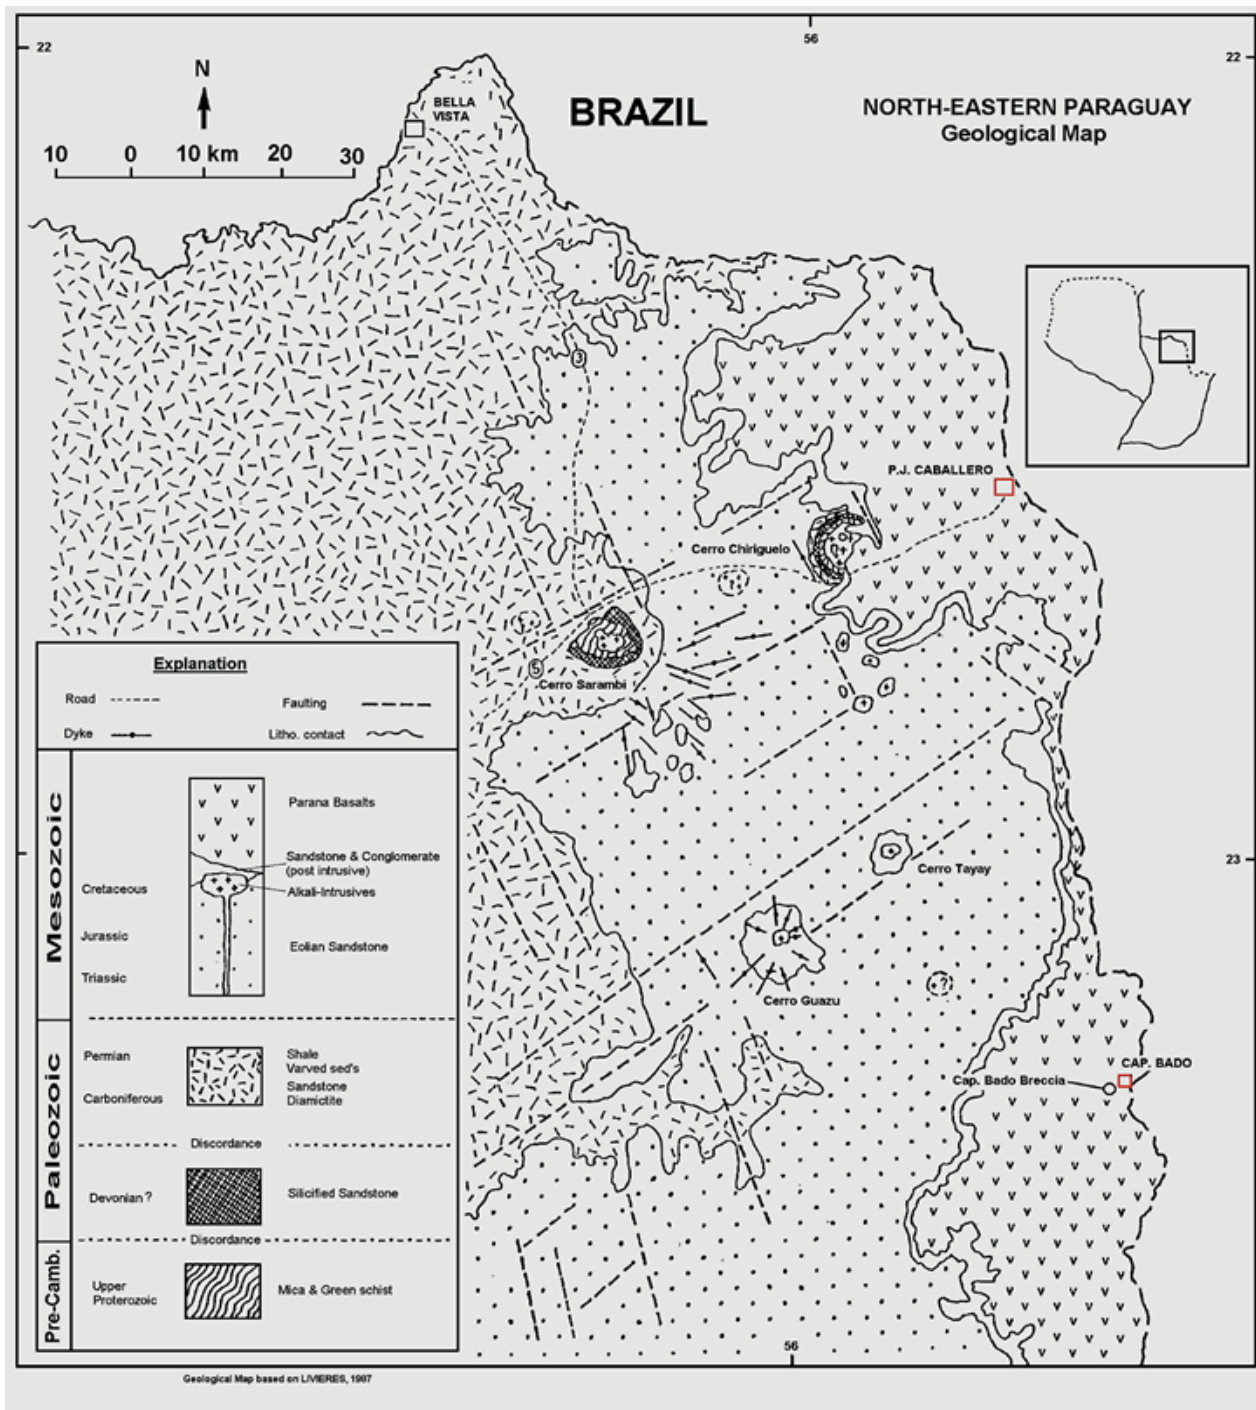 56
22
22
N
BELLA
VISTA
BRAZIL
NORTH-EASTERN PARAGUAY
Geological Map
10 0 10 km 20 30
3
P.J. CABALLERO
Cerro Chiriguelo
?
5
Cerro Sarambi
Explanation
Road
Faulting
Dyke
Litho. contact
Mesozoic
Parana Basalts
Sandstone & Conglomerate
(post intrusive)
Cretaceous
Alkali-Intrusives
Jurassic
Eolian Sandstone
Triassic
Paleozoic
Permian
Shale
Varved sed's
Sandstone
Carboniferous
Diamictite
Discordance
Devonian ?
Silicified Sandstone
Discordance
Pre-Camb.
Upper
Proterozoic
Mica & Green schist
23
Cerro Tayay
Cerro Guazu
?
CAP. BADO
Cap. Bado Breccia
56
Geological Map based on LIVIERES, 1987